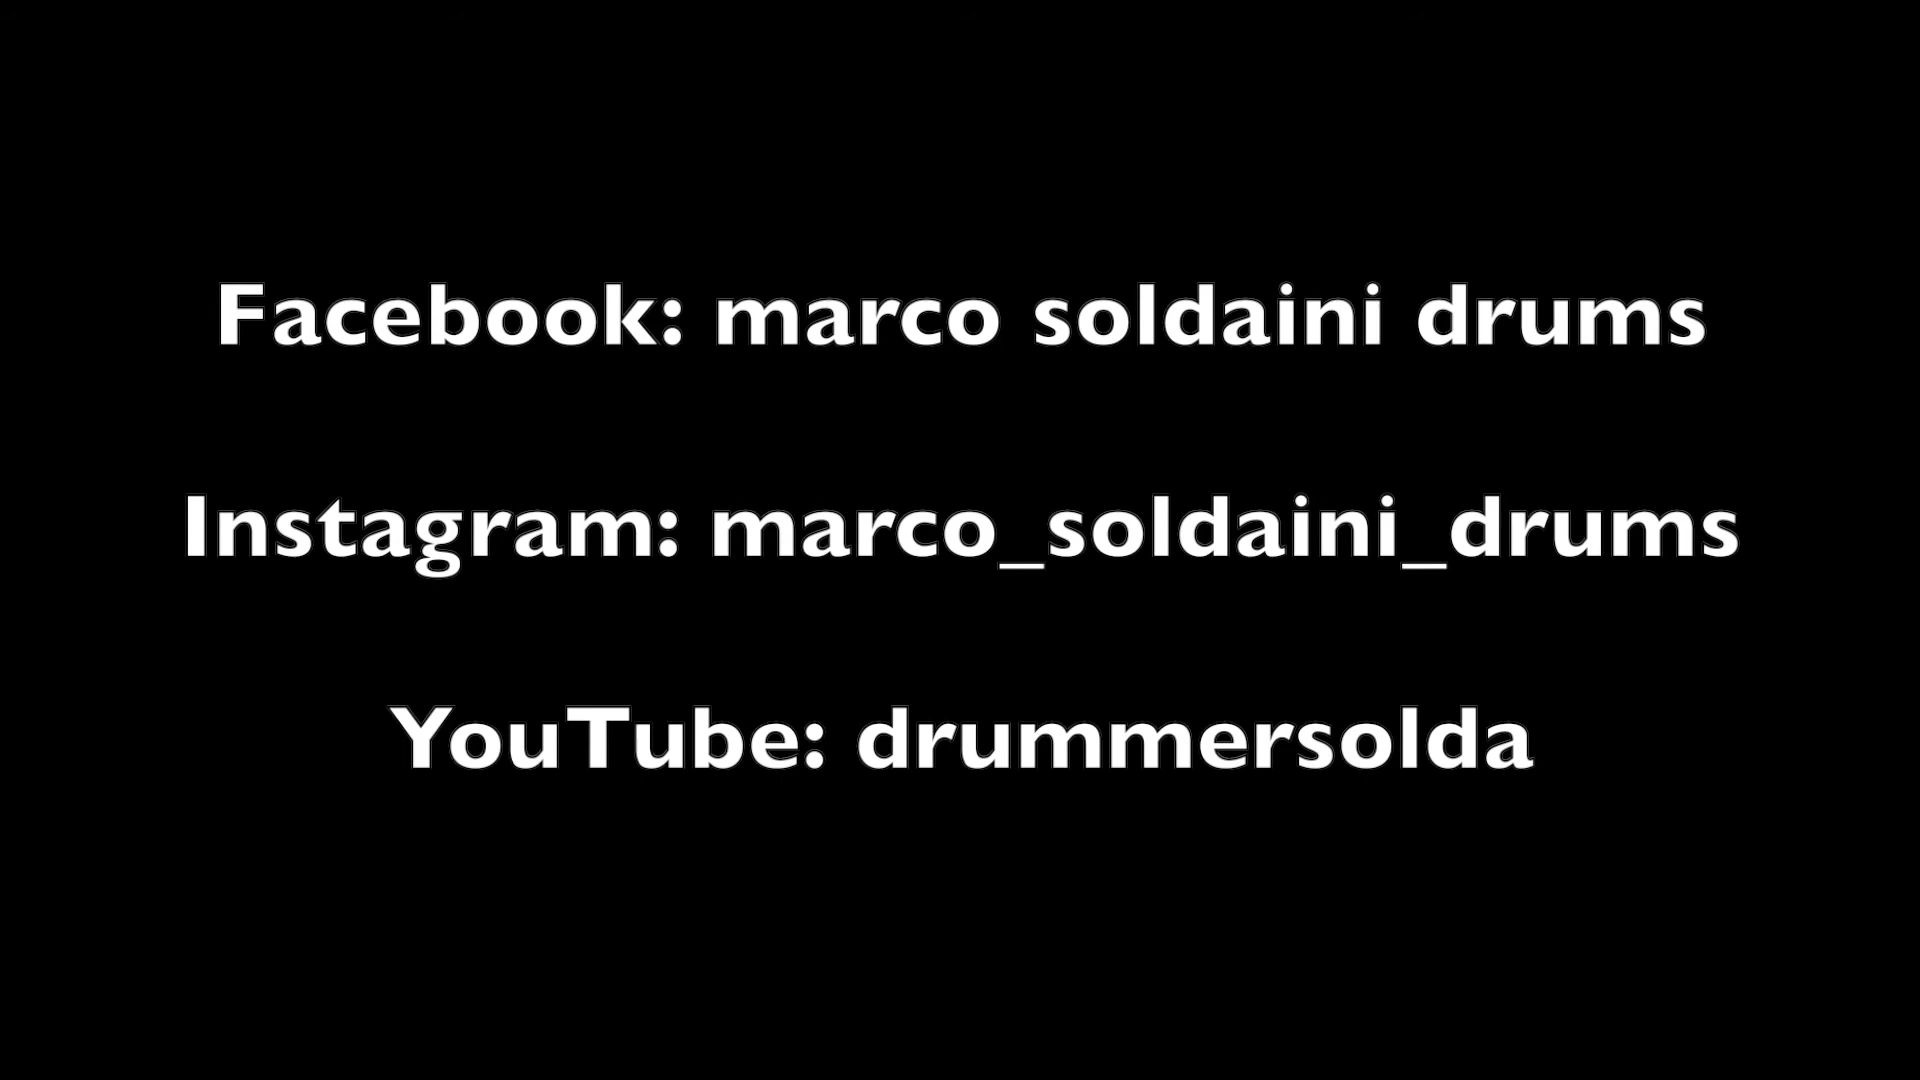 Facebook: marco soldaini drums
Instagram: marco_soldaini_drums
YouTube: drummersolda